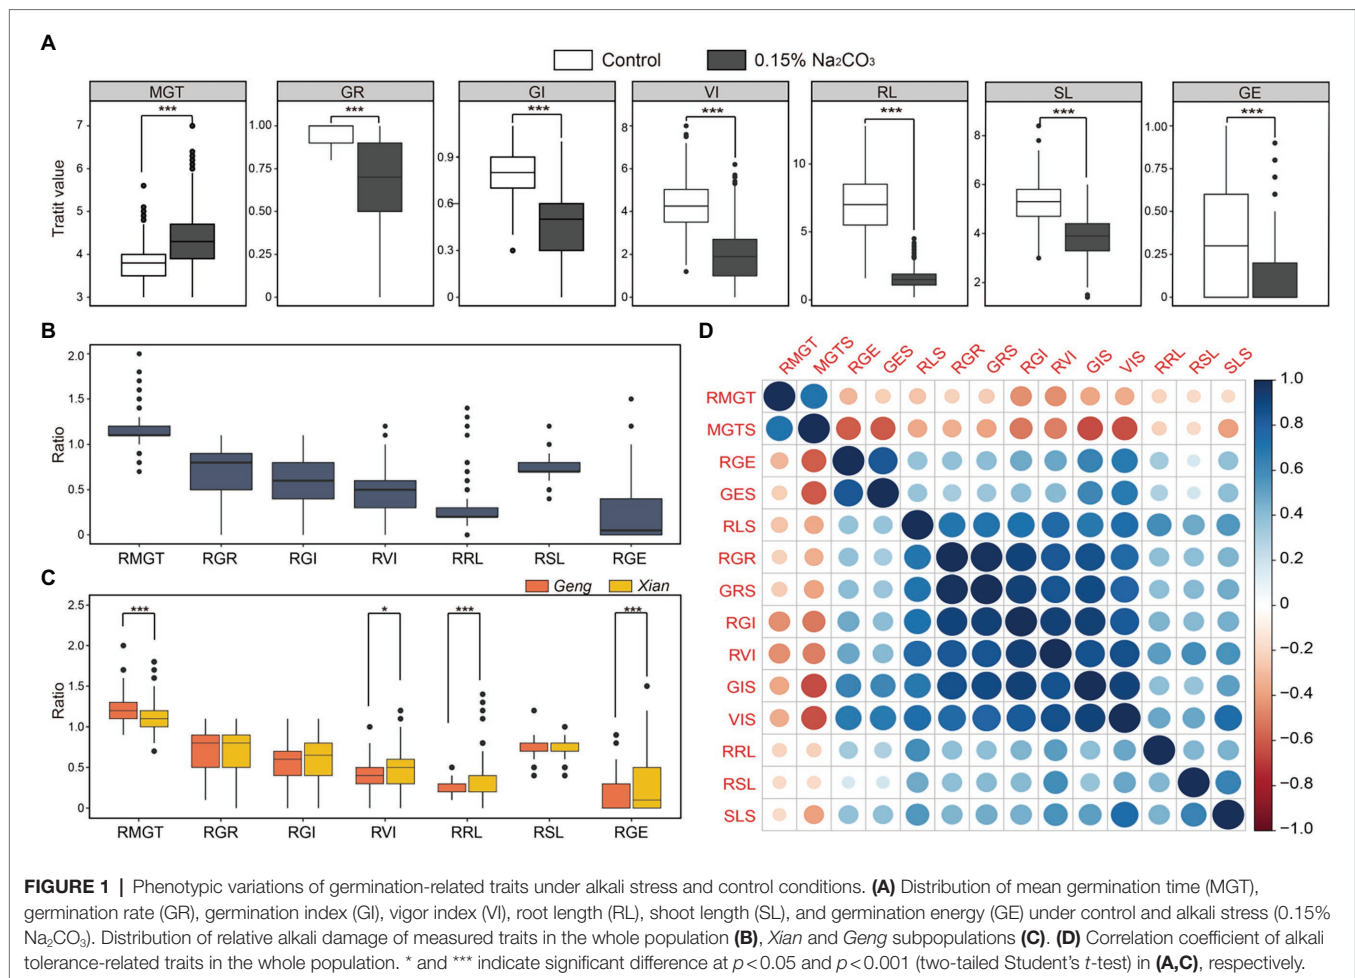 A
Control 0.15% Na₂CO₃
MGT GR GI VI RL SL GE
*** *** *** *** *** *** ***
Tratit value
7
6
5
4
3
1.00
0.75
0.50
0.25
0
0.9
0.6
0.3
0
8
6
4
2
0
10
5
0
8
6
4
2
1.00
0.75
0.50
0.25
0
B
Ratio
2.0
1.5
1.0
0.5
0
RMGT RGR RGI RVI RRL RSL RGE
C
Geng Xian
*** * *** ***
Ratio
2.5
2.0
1.5
1.0
0.5
0
RMGT RGR RGI RVI RRL RSL RGE
D
RMGT MGTS RGE GES RLS RGR GRS RGI RVI GIS VIS RRL RSL SLS
RMGT
MGTS
RGE
GES
RLS
RGR
GRS
RGI
RVI
GIS
VIS
RRL
RSL
SLS
1.0
0.8
0.6
0.4
0.2
0
−0.2
−0.4
−0.6
−0.8
−1.0
FIGURE 1 | Phenotypic variations of germination-related traits under alkali stress and control conditions. (A) Distribution of mean germination time (MGT),
germination rate (GR), germination index (GI), vigor index (VI), root length (RL), shoot length (SL), and germination energy (GE) under control and alkali stress (0.15%
Na₂CO₃). Distribution of relative alkali damage of measured traits in the whole population (B), Xian and Geng subpopulations (C). (D) Correlation coefficient of alkali
tolerance-related traits in the whole population. * and *** indicate significant difference at p<0.05 and p<0.001 (two-tailed Student's t-test) in (A,C), respectively.